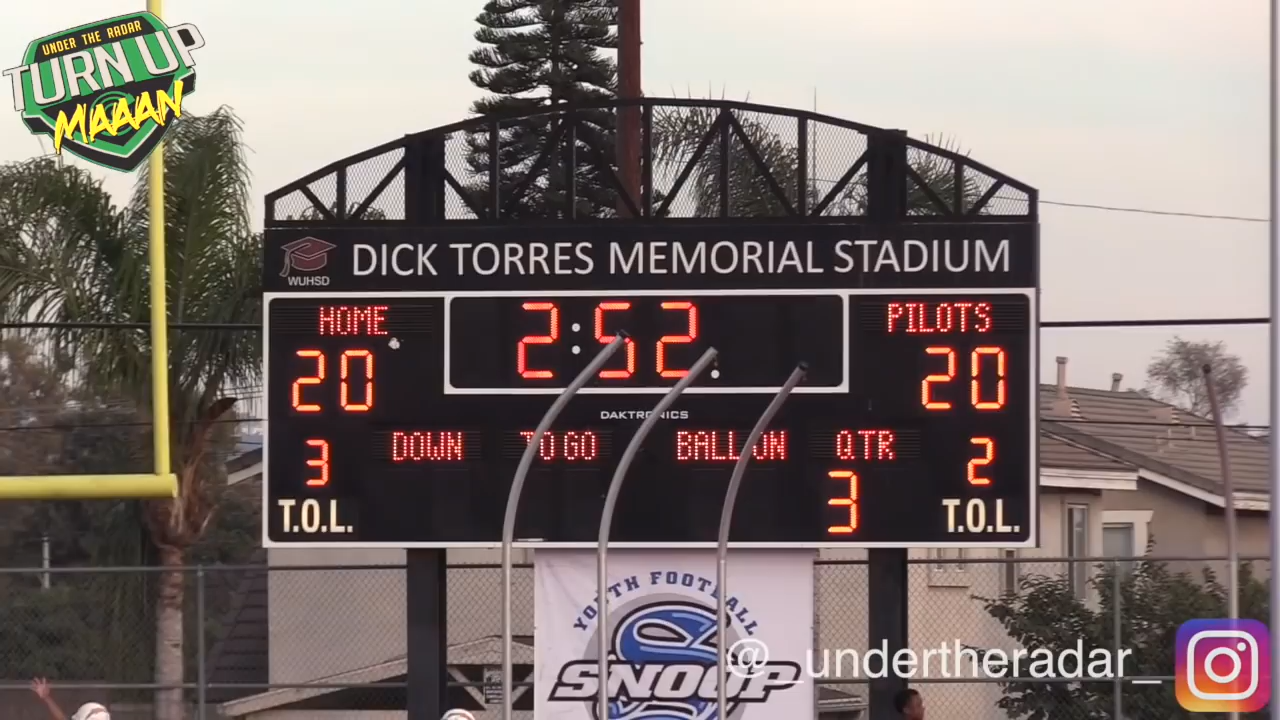 UNDER THE RADAR
TURN UP
MAAAN
WUHSD
DICK TORRES MEMORIAL STADIUM
HOME
2:52
PILOTS
20
20
DAKTRONICS
DOWN TO GO BALL ON QTR
3
2
3
T.O.L.
T.O.L.
YOUTH FOOTBALL
SNOOP
@_undertheradar_